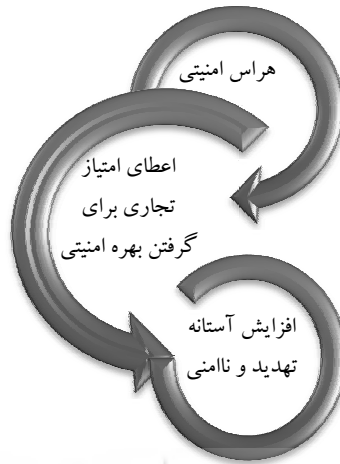 هراس امنیتی
اعطای امتیاز
تجاری برای
گرفتن بهره امنیتی
افزایش آستانه
تهدید و ناامنی